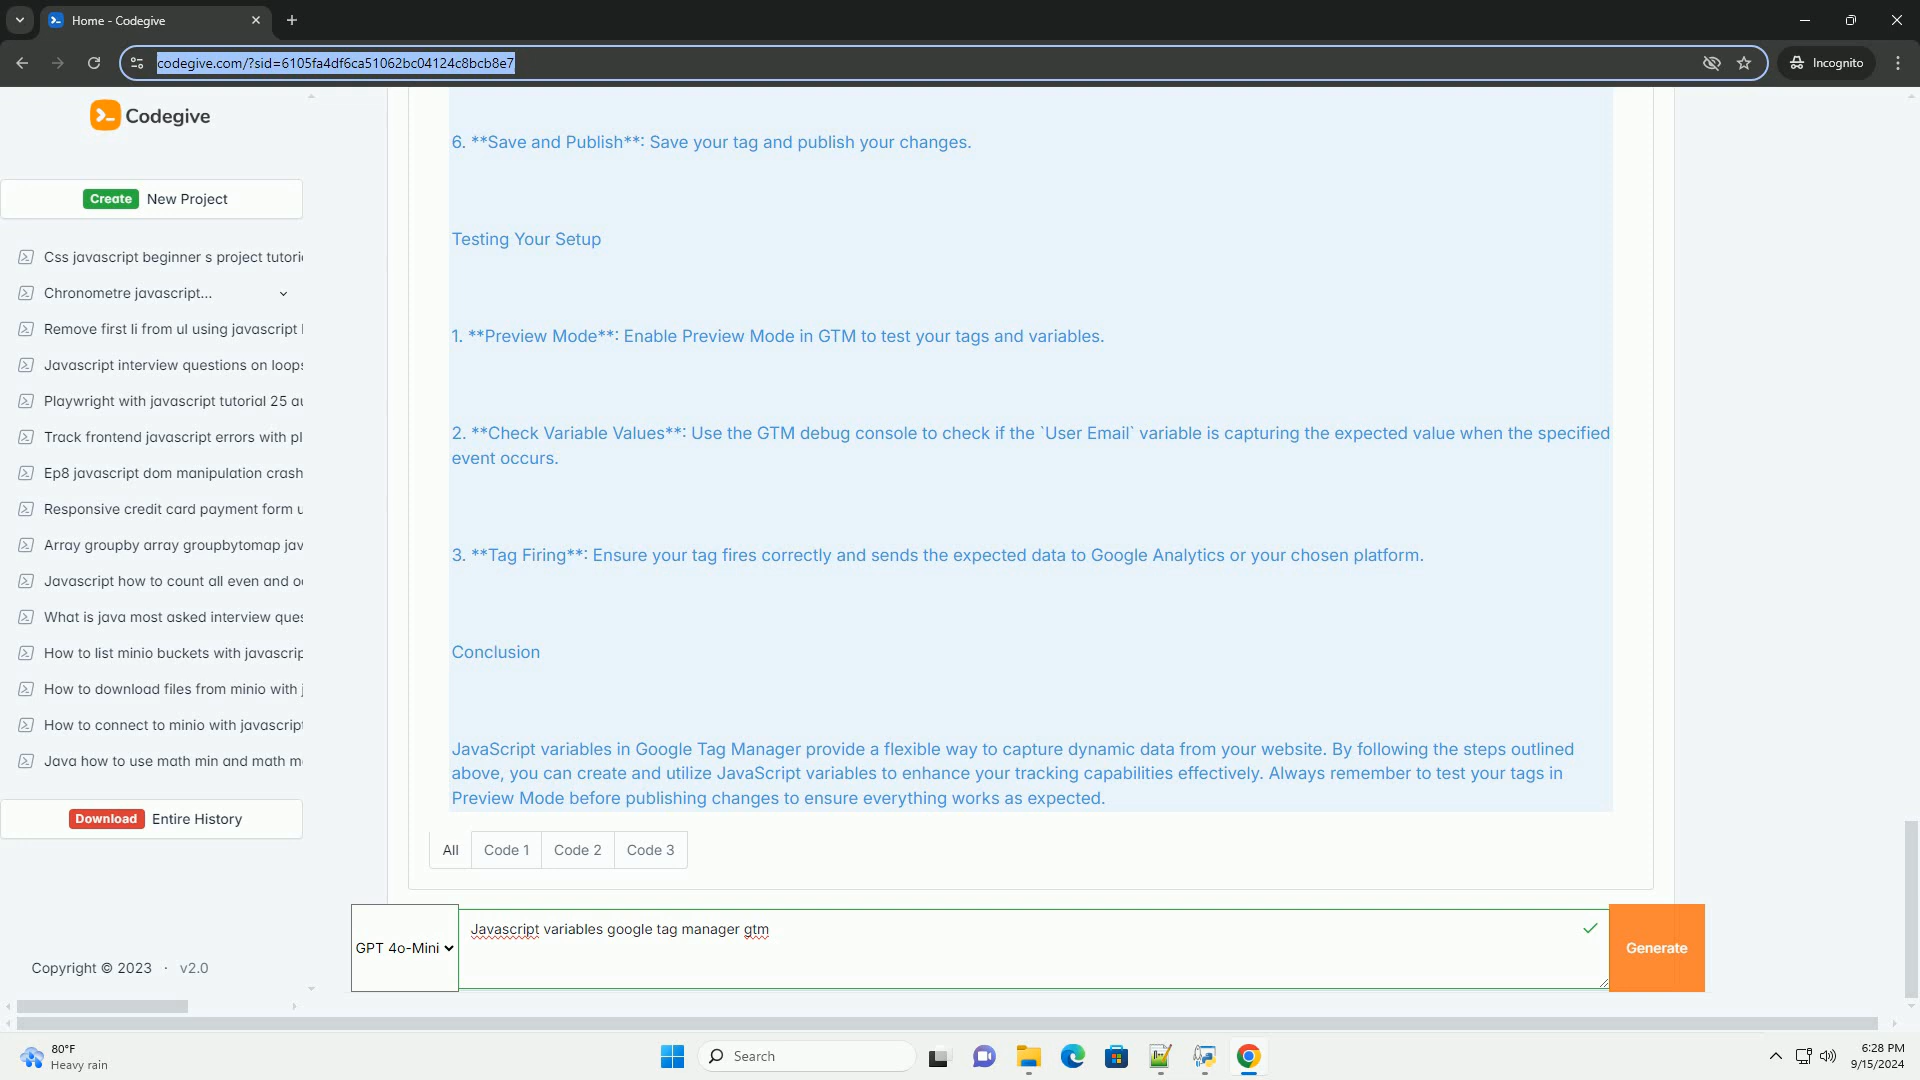 Home - Codegive
codegive.com/?sid=6105fa4df6ca51062bc04124c8bcb8e7
Incognito
Codegive
Create New Project
Css javascript beginner s project tutori
Chronometre javascript...
Remove first li from ul using javascript
Javascript interview questions on loops
Playwright with javascript tutorial 25 au
Track frontend javascript errors with pl
Ep8 javascript dom manipulation crash
Responsive credit card payment form u
Array groupby array groupbytomap jav
Javascript how to count all even and o
What is java most asked interview ques
How to list minio buckets with javascrip
How to download files from minio with j
How to connect to minio with javascript
Java how to use math min and math m
Download Entire History
Copyright © 2023 · v2.0
6. **Save and Publish**: Save your tag and publish your changes.
Testing Your Setup
1. **Preview Mode**: Enable Preview Mode in GTM to test your tags and variables.
2. **Check Variable Values**: Use the GTM debug console to check if the `User Email` variable is capturing the expected value when the specified
event occurs.
3. **Tag Firing**: Ensure your tag fires correctly and sends the expected data to Google Analytics or your chosen platform.
Conclusion
JavaScript variables in Google Tag Manager provide a flexible way to capture dynamic data from your website. By following the steps outlined
above, you can create and utilize JavaScript variables to enhance your tracking capabilities effectively. Always remember to test your tags in
Preview Mode before publishing changes to ensure everything works as expected.
All Code 1 Code 2 Code 3
GPT 4o-Mini
Javascript variables google tag manager gtm
Generate
80°F
Heavy rain
Search
6:28 PM
9/15/2024